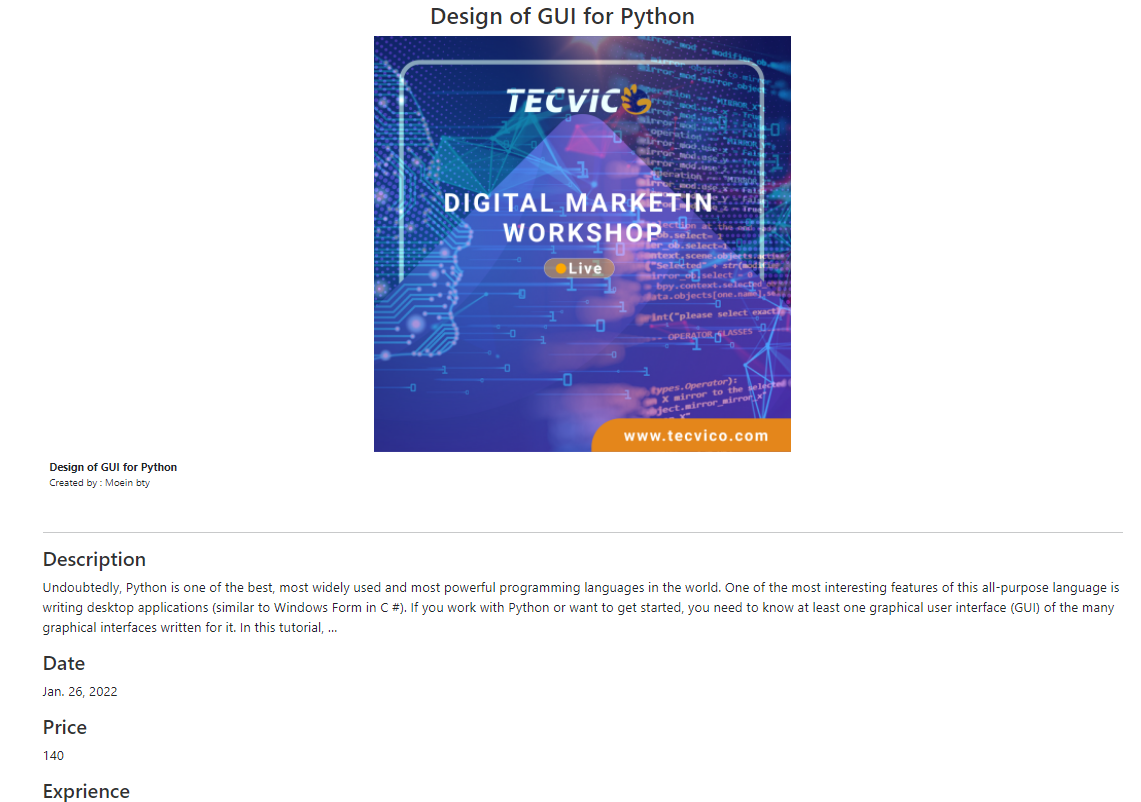 Design of GUI for Python
TECVICO
DIGITAL MARKETIN
WORKSHOP
Live
www.tecvico.com
Design of GUI for Python
Created by : Moein bty
Description
Undoubtedly, Python is one of the best, most widely used and most powerful programming languages in the world. One of the most interesting features of this all-purpose language is
writing desktop applications (similar to Windows Form in C #). If you work with Python or want to get started, you need to know at least one graphical user interface (GUI) of the many
graphical interfaces written for it. In this tutorial, ...
Date
Jan. 26, 2022
Price
140
Exprience